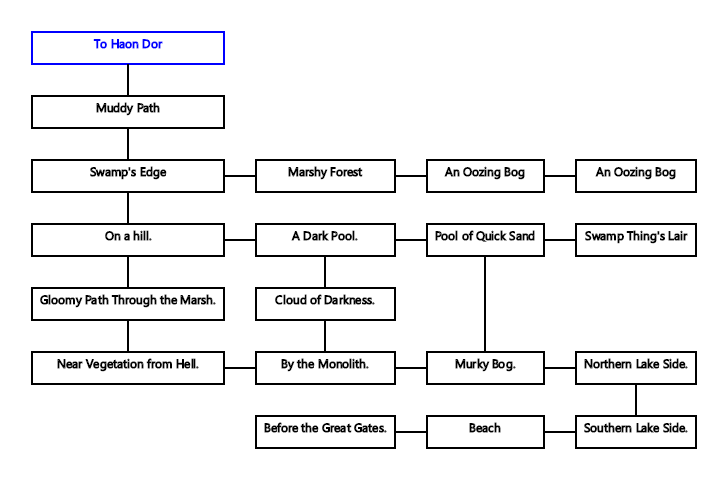 To Haon Dor
Muddy Path
Swamp's Edge
Marshy Forest
An Oozing Bog
An Oozing Bog
On a hill.
A Dark Pool.
Pool of Quick Sand
Swamp Thing's Lair
Gloomy Path Through the Marsh.
Cloud of Darkness.
Near Vegetation from Hell.
By the Monolith.
Murky Bog.
Northern Lake Side.
Before the Great Gates.
Beach
Southern Lake Side.